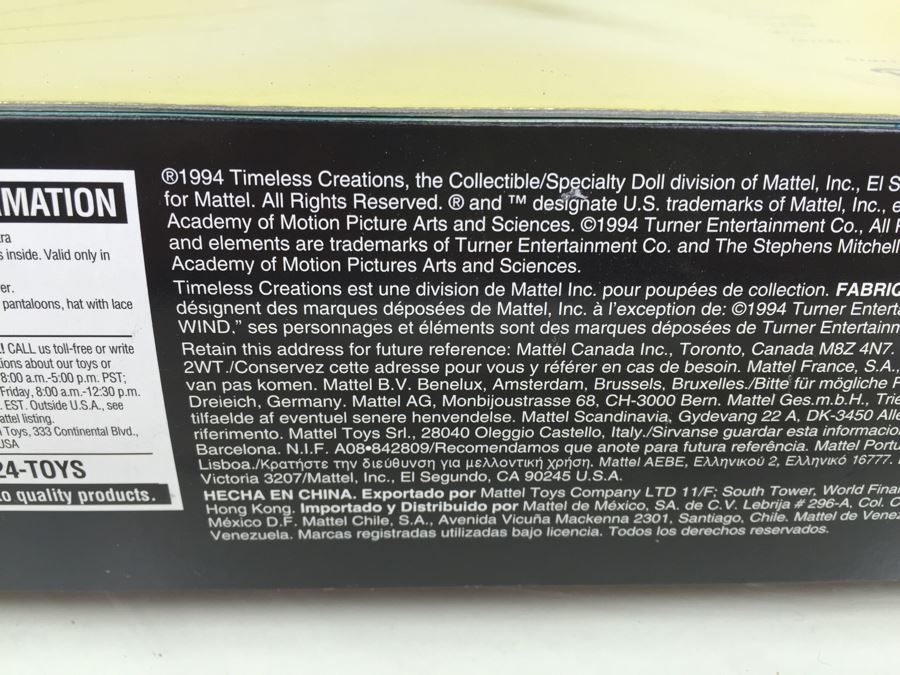 RMATION
ra
s inside. Valid only in
er.
pantaloons, hat with lace
! CALL us toll-free or write
ions about our toys or
8:00 a.m.-5:00 p.m. PST;
Friday, 8:00 a.m.-12:30 p.m.
EST. Outside U.S.A., see
attel listing.
l Toys, 333 Continental Blvd.,
USA
24-TOYS
to quality products.
®1994 Timeless Creations, the Collectible/Specialty Doll division of Mattel, Inc., El S
for Mattel. All Rights Reserved. ® and ™ designate U.S. trademarks of Mattel, Inc., e
Academy of Motion Picture Arts and Sciences. ©1994 Turner Entertainment Co., All R
and elements are trademarks of Turner Entertainment Co. and The Stephens Mitchell
Academy of Motion Pictures Arts and Sciences.
Timeless Creations est une division de Mattel Inc. pour poupées de collection. FABRIQ
désignent des marques déposées de Mattel, Inc. à l'exception de: ©1994 Turner Enterta
WIND." ses personnages et éléments sont des marques déposées de Turner Entertainm
Retain this address for future reference: Mattel Canada Inc., Toronto, Canada M8Z 4N7.
2WT./Conservez cette adresse pour vous y référer en cas de besoin. Mattel France, S.A.,
van pas komen. Mattel B.V. Benelux, Amsterdam, Brussels, Bruxelles./Bitte für mögliche F
Dreieich, Germany. Mattel AG, Monbijoustrasse 68, CH-3000 Bern. Mattel Ges.m.b.H., Trie
tilfaelde af eventuel senere henvendelse. Mattel Scandinavia, Gydevang 22 A. DK-3450 Alle
riferimento. Mattel Toys Srl., 28040 Oleggio Castello, Italy./Sirvanse guardar esta informacio
Barcelona. N.I.F. A08•842809/Recomendamos que anote para futura referência. Mattel Portu
Lisboa./Κρατήστε την διεύθυνση για μελλοντική χρήση. Mattel AEBE, Ελληνικού 2, Ελληνικό 16777.
Victoria 3207/Mattel, Inc., El Segundo, CA 90245 U.S.A.
HECHA EN CHINA. Exportado por Mattel Toys Company LTD 11/F; South Tower, World Finan
Hong Kong. Importado y Distribuido por Mattel de México, SA. de C.V. Lebrija # 296-A, Col. C
México D.F. Mattel Chile, S.A., Avenida Vicuña Mackenna 2301, Santiago, Chile. Mattel de Venez
Venezuela. Marcas registradas utilizadas bajo licencia. Todos los derechos reservados.